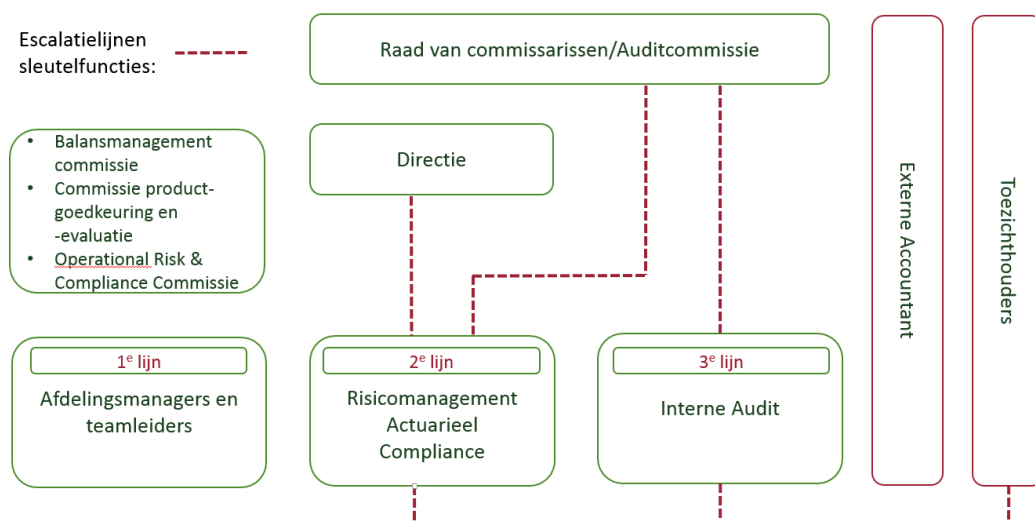 Escalatielijnen
sleutelfuncties:
Raad van commissarissen/Auditcommissie
• Balansmanagement
commissie
• Commissie product-
goedkeuring en
-evaluatie
• Operational Risk &
Compliance Commissie
Directie
1e lijn
Afdelingsmanagers en
teamleiders
2e lijn
Risicomanagement
Actuarieel
Compliance
3e lijn
Interne Audit
Externe Accountant
Toezichthouders